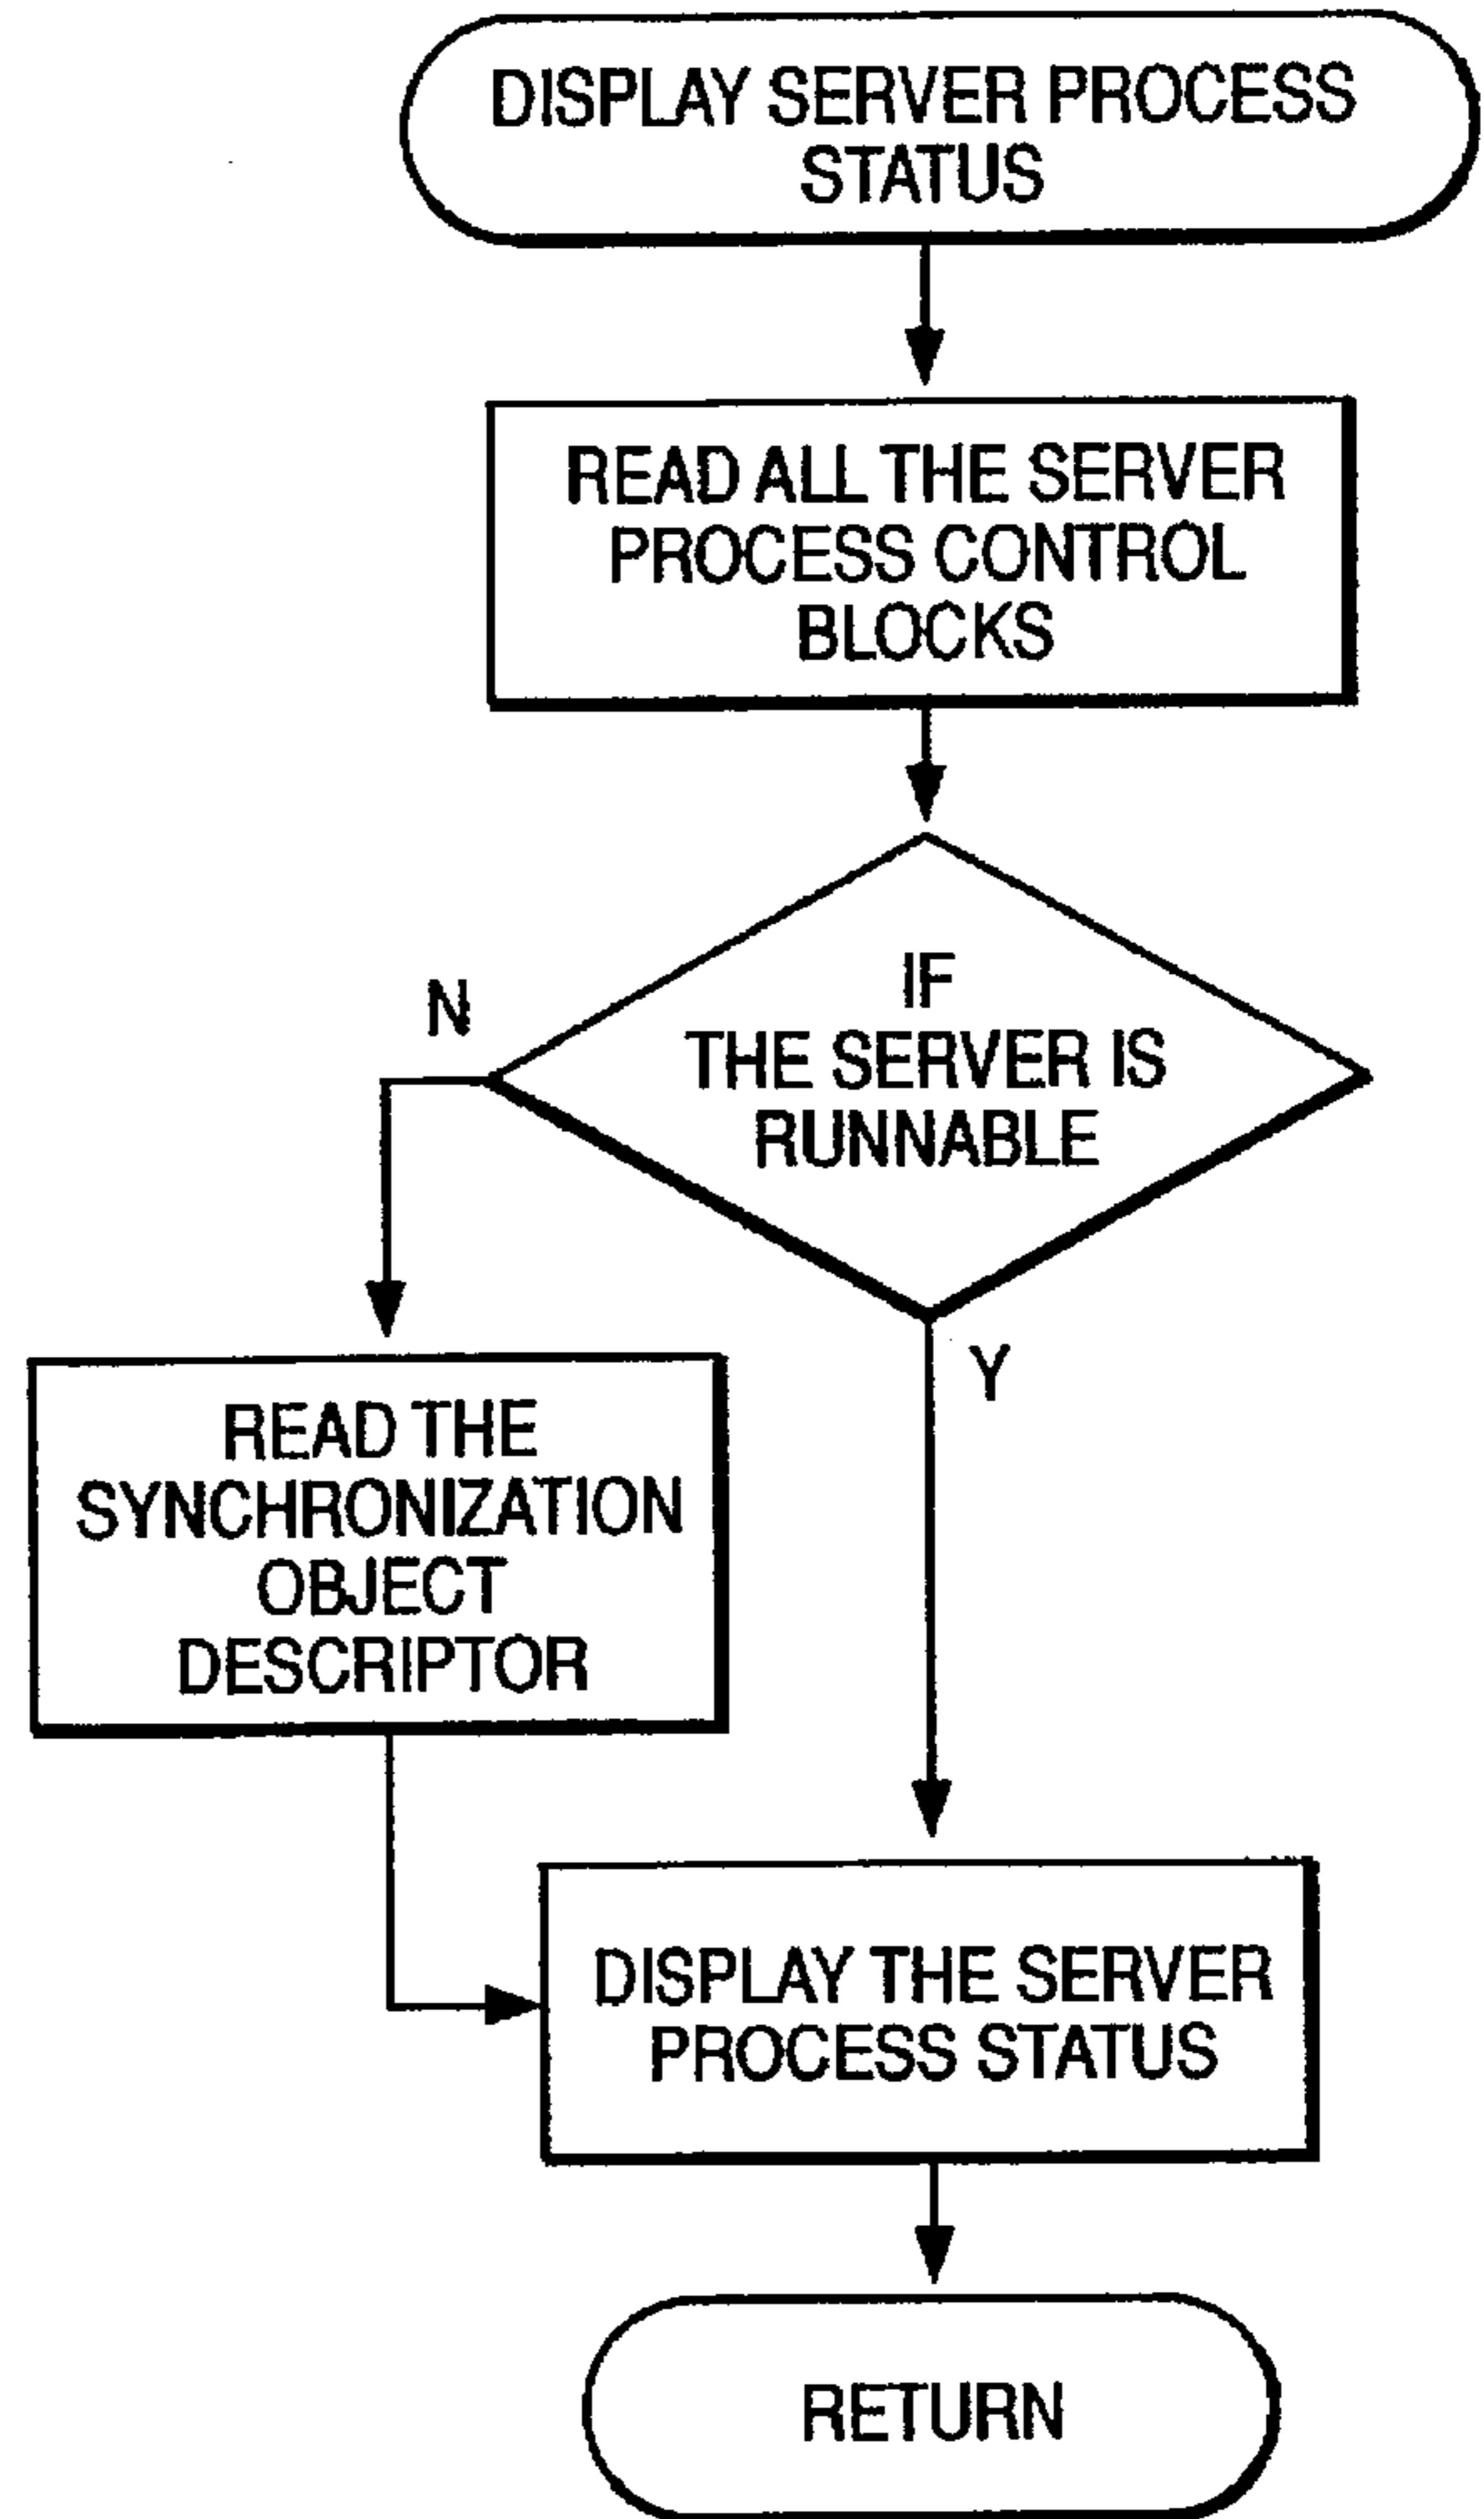 DISPLAY SERVER PROCESS
STATUS
READ ALL THE SERVER
PROCESS CONTROL
BLOCKS
IF
THE SERVER IS
RUNNABLE
N
Y
READ THE
SYNCHRONIZATION
OBJECT
DESCRIPTOR
DISPLAY THE SERVER
PROCESS STATUS
RETURN